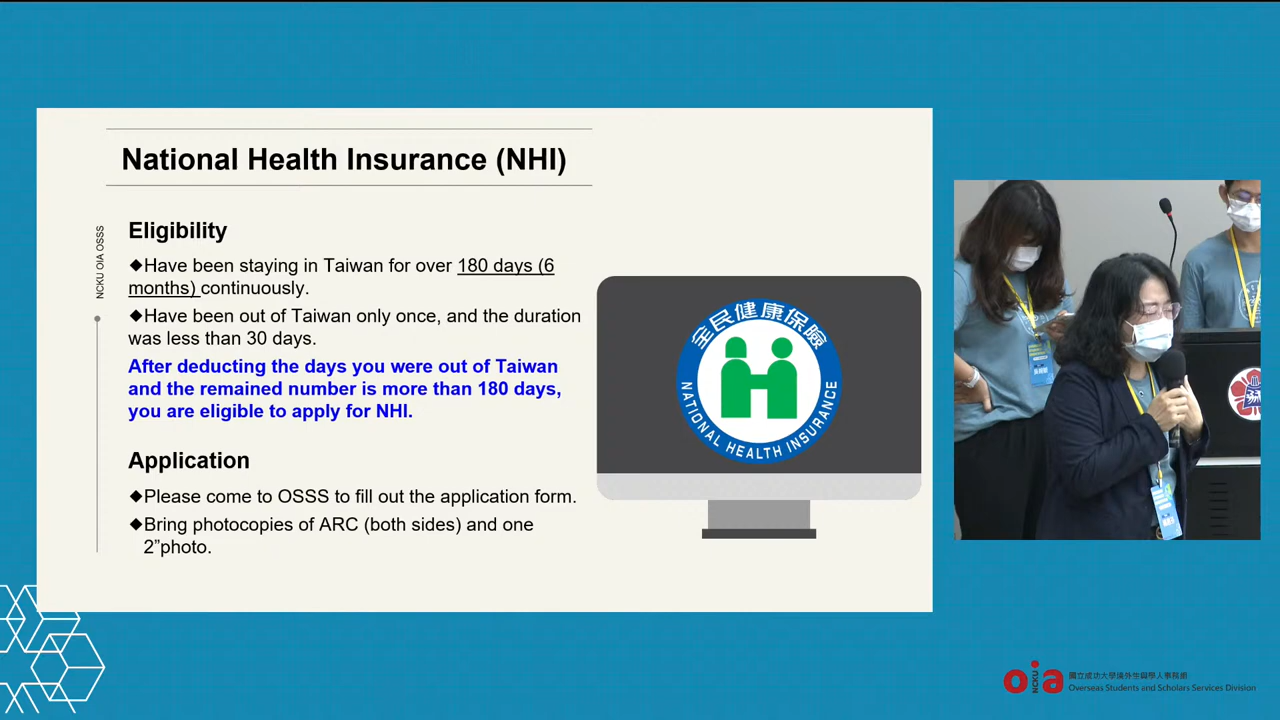 National Health Insurance (NHI)
NCKU OIA OSSS
Eligibility
◆Have been staying in Taiwan for over 180 days (6
months) continuously.
◆Have been out of Taiwan only once, and the duration
was less than 30 days.
After deducting the days you were out of Taiwan
and the remained number is more than 180 days,
you are eligible to apply for NHI.
Application
◆Please come to OSSS to fill out the application form.
◆Bring photocopies of ARC (both sides) and one
2”photo.
全民健康保險
NATIONAL HEALTH INSURANCE
NCKU
oia
國立成功大學境外生與學人事務組
Overseas Students and Scholars Services Division